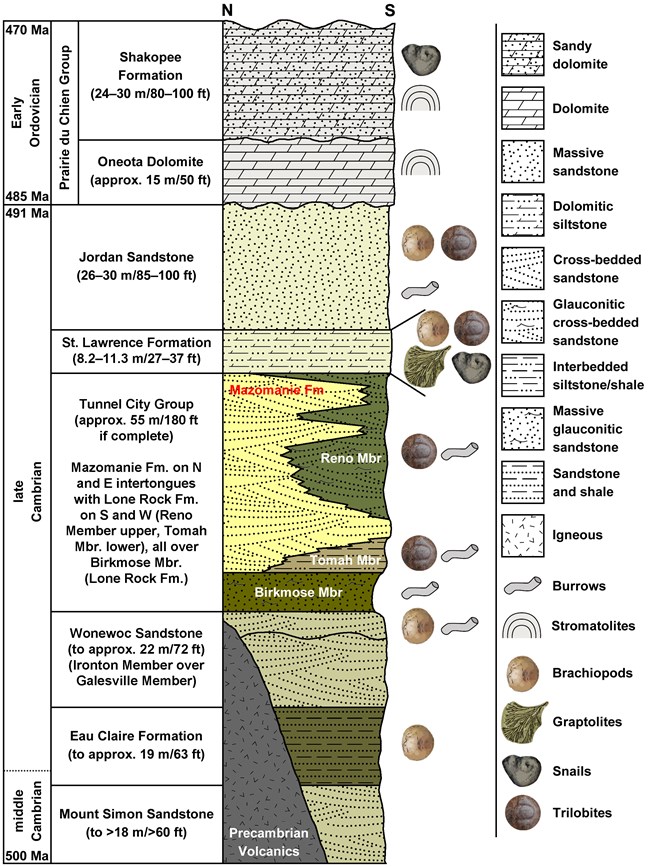 N
S
470 Ma
Early
Ordovician
485 Ma
Prairie du Chien Group
Shakopee
Formation
(24–30 m/80–100 ft)
Oneota Dolomite
(approx. 15 m/50 ft)
491 Ma
late
Cambrian
Jordan Sandstone
(26–30 m/85–100 ft)
St. Lawrence Formation
(8.2–11.3 m/27–37 ft)
Tunnel City Group
(approx. 55 m/180 ft
if complete)
Mazomanie Fm. on N
and E intertongues
with Lone Rock Fm.
on S and W (Reno
Member upper, Tomah
Mbr. lower), all over
Birkmose Mbr.
(Lone Rock Fm.)
Mazomanie Fm
Reno Mbr
Tomah Mbr
Birkmose Mbr
Wonewoc Sandstone
(to approx. 22 m/72 ft)
(Ironton Member over
Galesville Member)
Eau Claire Formation
(to approx. 19 m/63 ft)
middle
Cambrian
500 Ma
Mount Simon Sandstone
(to >18 m/>60 ft)
Precambrian
Volcanics
Sandy
dolomite
Dolomite
Massive
sandstone
Dolomitic
siltstone
Cross-bedded
sandstone
Glauconitic
cross-bedded
sandstone
Interbedded
siltstone/shale
Massive
glauconitic
sandstone
Sandstone
and shale
Igneous
Burrows
Stromatolites
Brachiopods
Graptolites
Snails
Trilobites